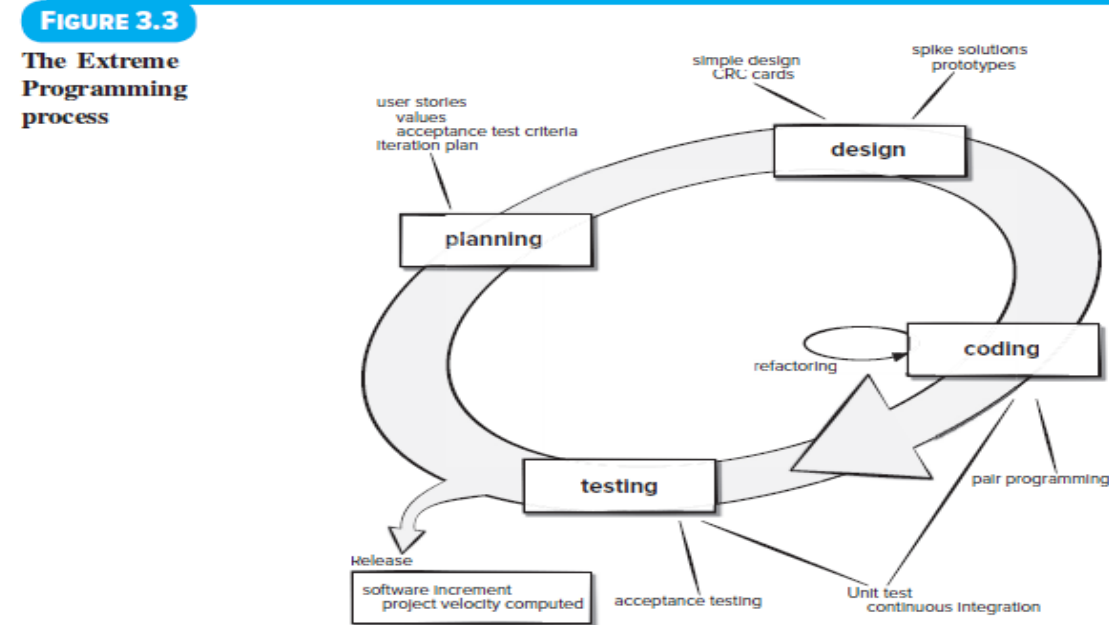 FIGURE 3.3
The Extreme
Programming
process
simple design
CRC cards
spike solutions
prototypes
user stories
values
acceptance test criteria
iteration plan
design
planning
coding
refactoring
testing
pair programming
Release
software increment
project velocity computed
acceptance testing
Unit test
continuous integration